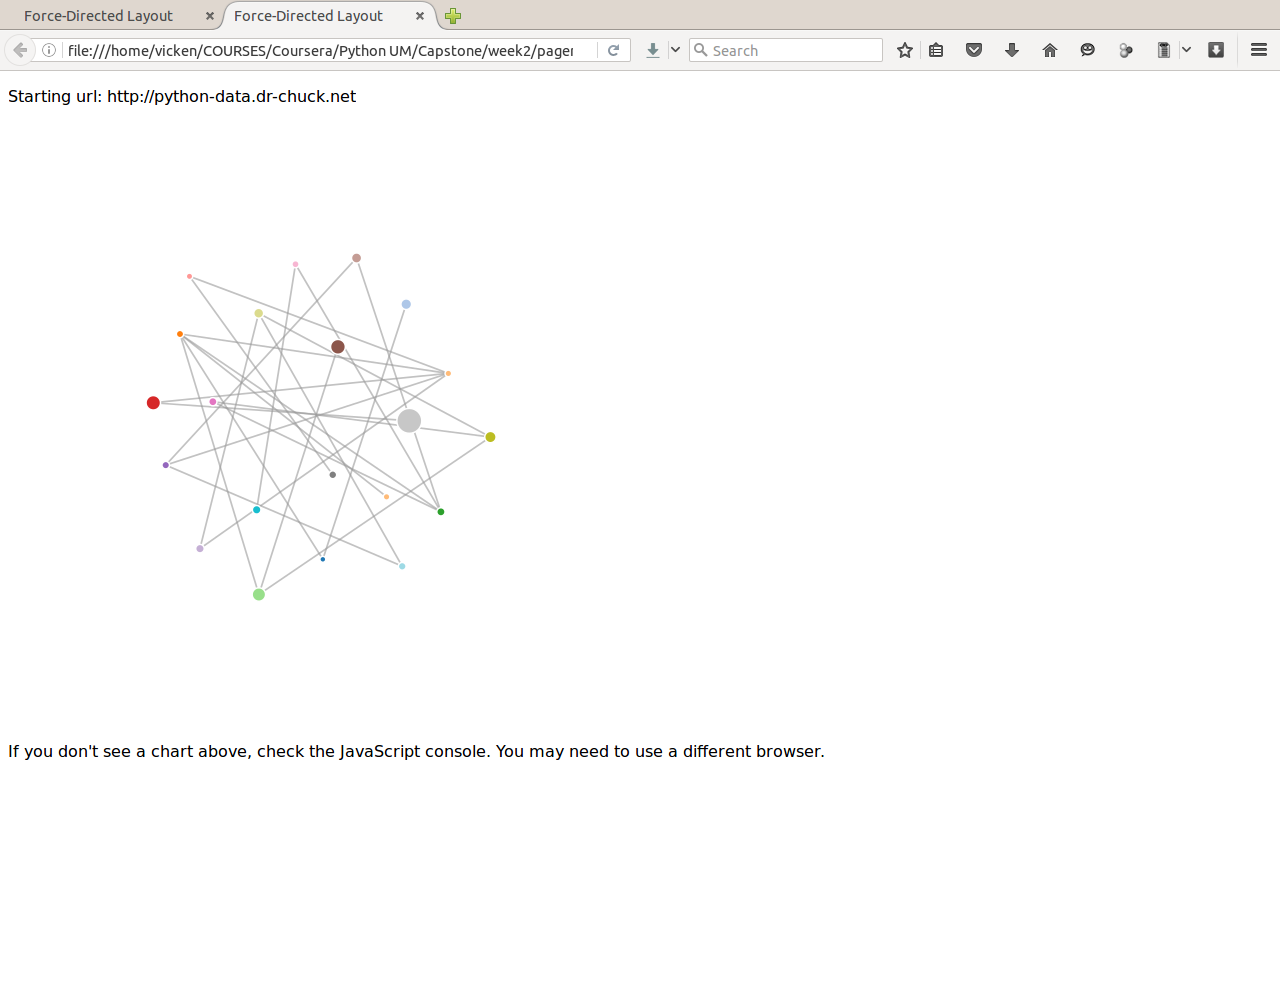 Force-Directed Layout
Force-Directed Layout
file:///home/vicken/COURSES/Coursera/Python UM/Capstone/week2/pager
Search
Starting url: http://python-data.dr-chuck.net
If you don't see a chart above, check the JavaScript console. You may need to use a different browser.